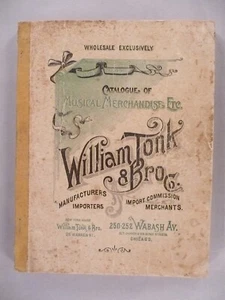 WHOLESALE EXCLUSIVELY
CATALOGUE OF
MUSICAL MERCHANDISE, ETC.
William Tonk
& Bro.
MANUFACTURERS
IMPORTERS
IMPORT COMMISSION
MERCHANTS.
WILLIAM TONK & BRO.
250-252 WABASH AV.
CHICAGO.